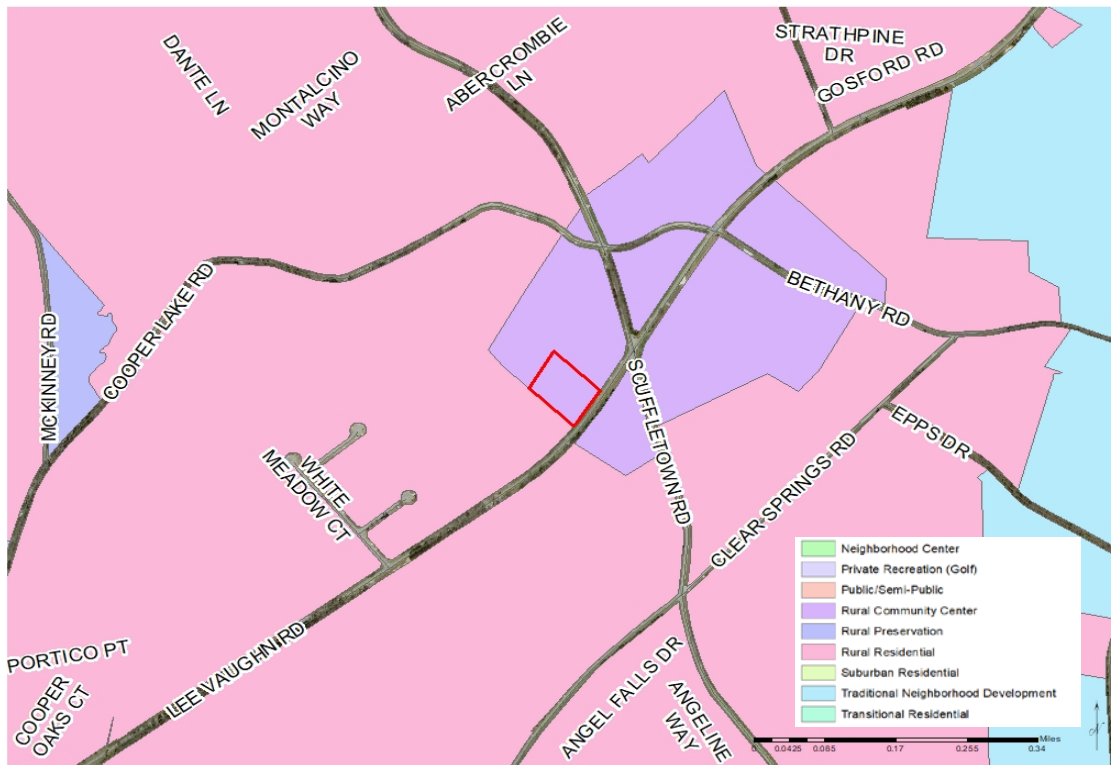 STRATHPINE
DR
GOSFORD RD
DANTE LN
MONTALCINO
WAY
ABERCROMBIE
LN
MCKINNEY RD
COOPER LAKE RD
BETHANY RD
SCUFFLETOWN RD
CLEAR SPRINGS RD
EPPS DR
WHITE
MEADOW CT
LEE VAUGHN RD
PORTICO PT
COOPER
OAKS CT
ANGEL FALLS DR
ANGELINE
WAY
Neighborhood Center
Private Recreation (Golf)
Public/Semi-Public
Rural Community Center
Rural Preservation
Rural Residential
Suburban Residential
Traditional Neighborhood Development
Transitional Residential
Miles
0 0.0425 0.085 0.17 0.255 0.34
N